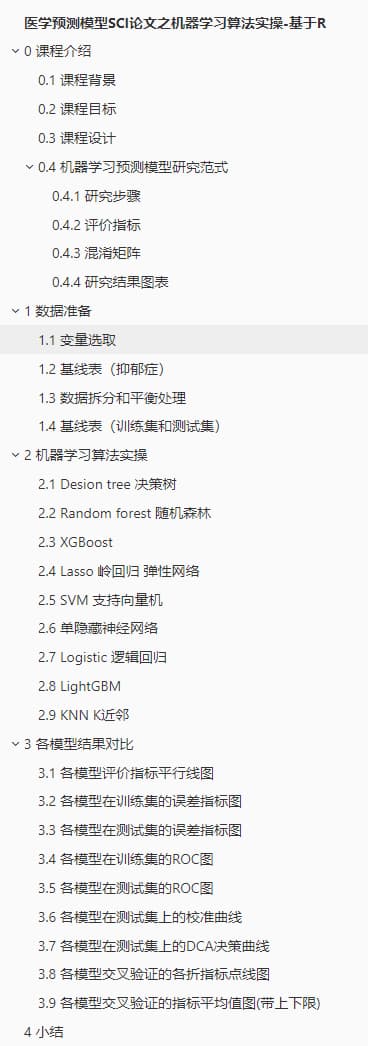 医学预测模型SCI论文之机器学习算法实操-基于R
0 课程介绍
0.1 课程背景
0.2 课程目标
0.3 课程设计
0.4 机器学习预测模型研究范式
0.4.1 研究步骤
0.4.2 评价指标
0.4.3 混淆矩阵
0.4.4 研究结果图表
1 数据准备
1.1 变量选取
1.2 基线表（抑郁症）
1.3 数据拆分和平衡处理
1.4 基线表（训练集和测试集）
2 机器学习算法实操
2.1 Desion tree 决策树
2.2 Random forest 随机森林
2.3 XGBoost
2.4 Lasso 岭回归 弹性网络
2.5 SVM 支持向量机
2.6 单隐藏神经网络
2.7 Logistic 逻辑回归
2.8 LightGBM
2.9 KNN K近邻
3 各模型结果对比
3.1 各模型评价指标平行线图
3.2 各模型在训练集的误差指标图
3.3 各模型在测试集的误差指标图
3.4 各模型在训练集的ROC图
3.5 各模型在测试集的ROC图
3.6 各模型在测试集上的校准曲线
3.7 各模型在测试集上的DCA决策曲线
3.8 各模型交叉验证的各折指标点线图
3.9 各模型交叉验证的指标平均值图(带上下限)
4 小结